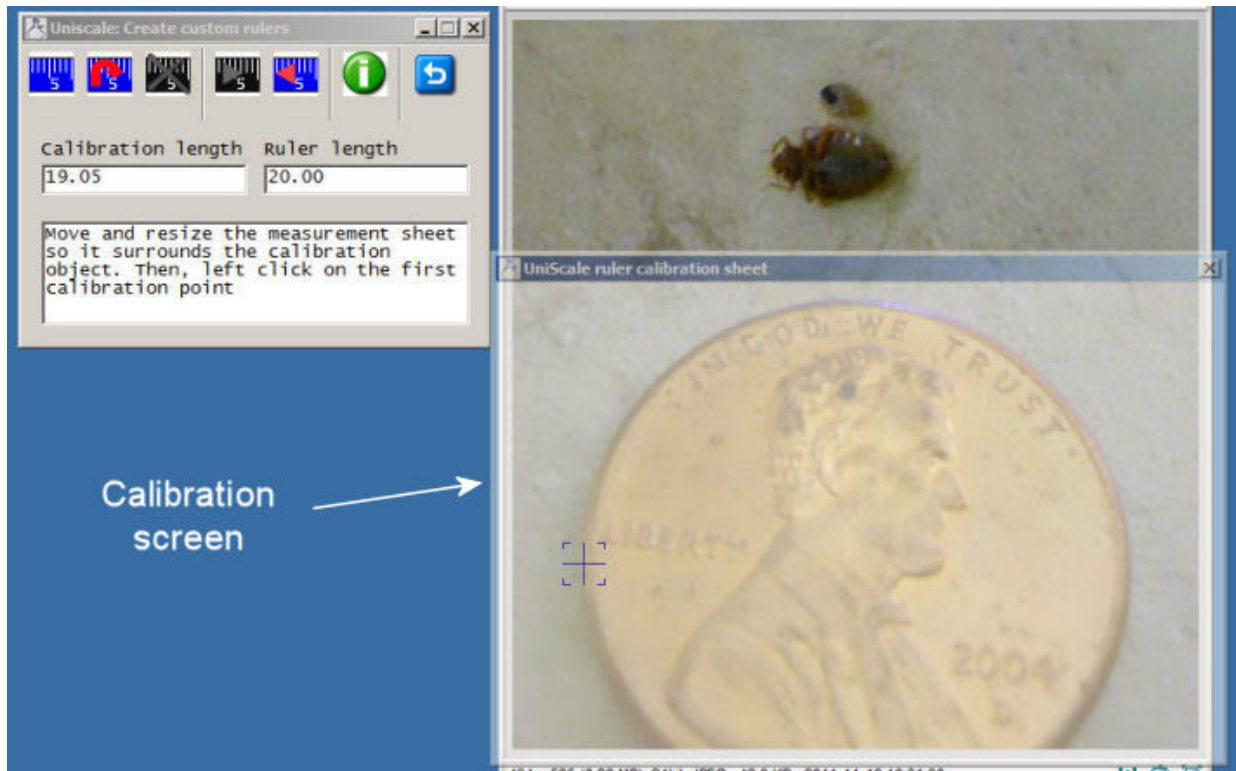 Uniscale: Create custom rulers
5 5 5 5 5 i
Calibration length Ruler length
19.05 20.00
Move and resize the measurement sheet
so it surrounds the calibration
object. Then, left click on the first
calibration point
UniScale ruler calibration sheet
IN GOD WE TRUST
LIBERTY
2004
D
Calibration
screen